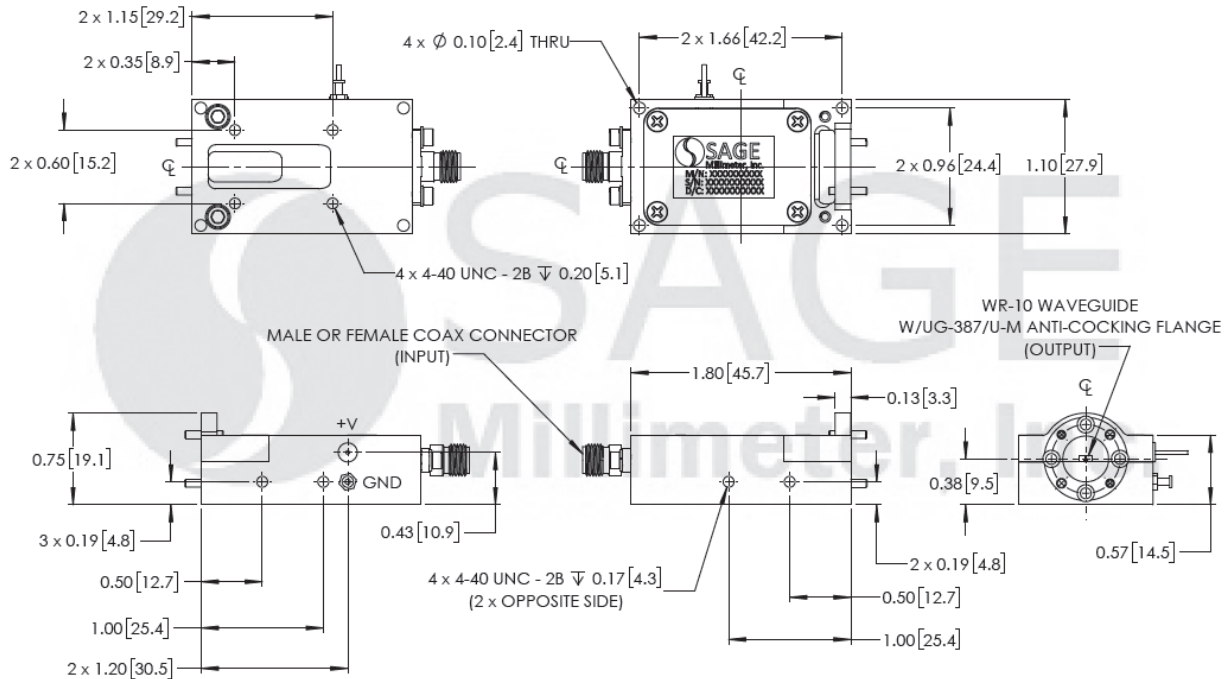 2 x 1.15[29.2]
2 x 0.35[8.9]
2 x 0.60[15.2]
℄
4 x 4-40 UNC - 2B ↧ 0.20[5.1]
4 x Ø 0.10[2.4] THRU
2 x 1.66[42.2]
℄
℄
SAGE
Millimeter, Inc.
M/N: XXXXXXXXXX
S/N: XXXXXXXXXX
D/C: XXXXXXXXXX
2 x 0.96[24.4]
1.10[27.9]
SAGE
Millimeter, Inc.
MALE OR FEMALE COAX CONNECTOR
(INPUT)
WR-10 WAVEGUIDE
W/UG-387/U-M ANTI-COCKING FLANGE
(OUTPUT)
℄
0.75[19.1]
+V
GND
3 x 0.19[4.8]
0.43[10.9]
0.50[12.7]
1.00[25.4]
2 x 1.20[30.5]
1.80[45.7]
0.13[3.3]
4 x 4-40 UNC - 2B ↧ 0.17[4.3]
(2 x OPPOSITE SIDE)
2 x 0.19[4.8]
0.50[12.7]
1.00[25.4]
0.38[9.5]
0.57[14.5]